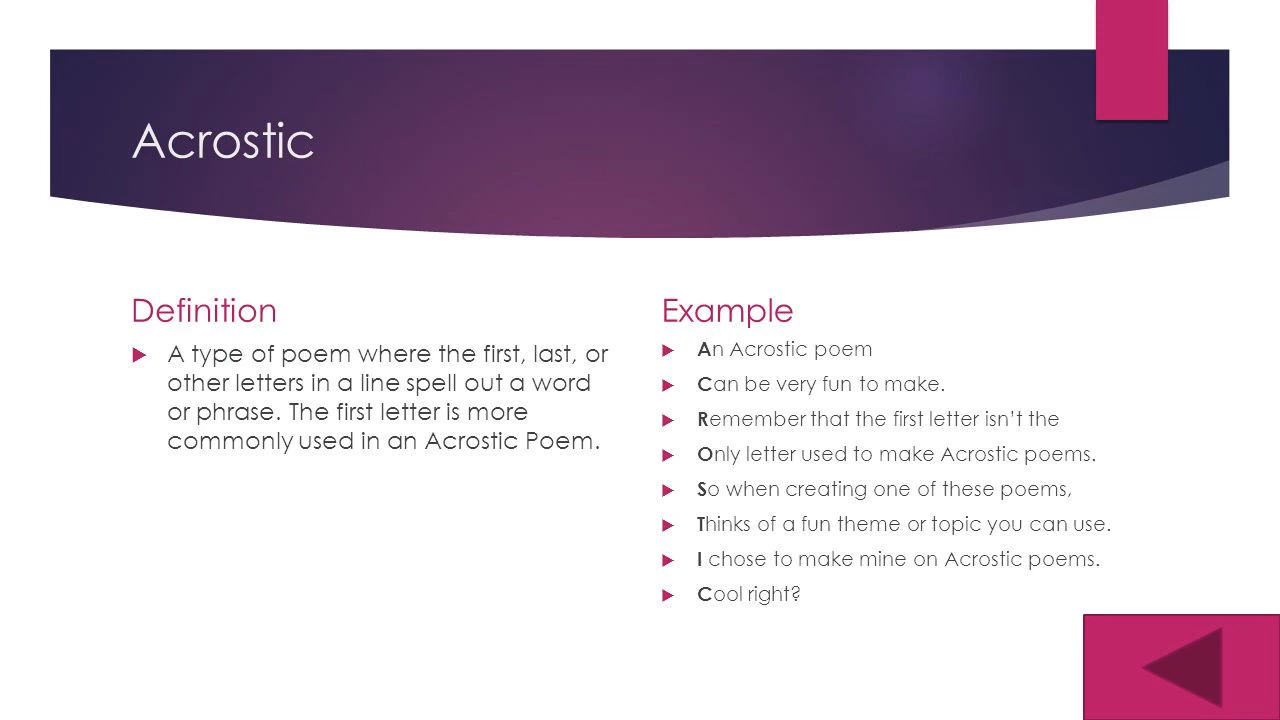 Acrostic
Definition
A type of poem where the first, last, or
other letters in a line spell out a word
or phrase. The first letter is more
commonly used in an Acrostic Poem.
Example
An Acrostic poem
Can be very fun to make.
Remember that the first letter isn’t the
Only letter used to make Acrostic poems.
So when creating one of these poems,
Thinks of a fun theme or topic you can use.
I chose to make mine on Acrostic poems.
Cool right?